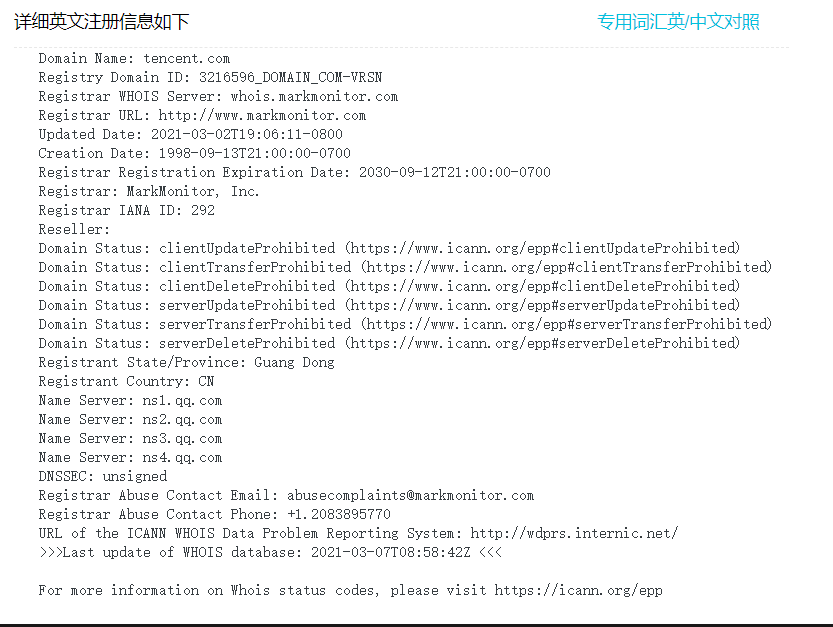 详细英文注册信息如下
专用词汇英/中文对照
Domain Name: tencent.com
Registry Domain ID: 3216596_DOMAIN_COM-VRSN
Registrar WHOIS Server: whois.markmonitor.com
Registrar URL: http://www.markmonitor.com
Updated Date: 2021-03-02T19:06:11-0800
Creation Date: 1998-09-13T21:00:00-0700
Registrar Registration Expiration Date: 2030-09-12T21:00:00-0700
Registrar: MarkMonitor, Inc.
Registrar IANA ID: 292
Reseller:
Domain Status: clientUpdateProhibited (https://www.icann.org/epp#clientUpdateProhibited)
Domain Status: clientTransferProhibited (https://www.icann.org/epp#clientTransferProhibited)
Domain Status: clientDeleteProhibited (https://www.icann.org/epp#clientDeleteProhibited)
Domain Status: serverUpdateProhibited (https://www.icann.org/epp#serverUpdateProhibited)
Domain Status: serverTransferProhibited (https://www.icann.org/epp#serverTransferProhibited)
Domain Status: serverDeleteProhibited (https://www.icann.org/epp#serverDeleteProhibited)
Registrant State/Province: Guang Dong
Registrant Country: CN
Name Server: ns1.qq.com
Name Server: ns2.qq.com
Name Server: ns3.qq.com
Name Server: ns4.qq.com
DNSSEC: unsigned
Registrar Abuse Contact Email: abusecomplaints@markmonitor.com
Registrar Abuse Contact Phone: +1.2083895770
URL of the ICANN WHOIS Data Problem Reporting System: http://wdprs.internic.net/
>>>Last update of WHOIS database: 2021-03-07T08:58:42Z <<<
For more information on Whois status codes, please visit https://icann.org/epp